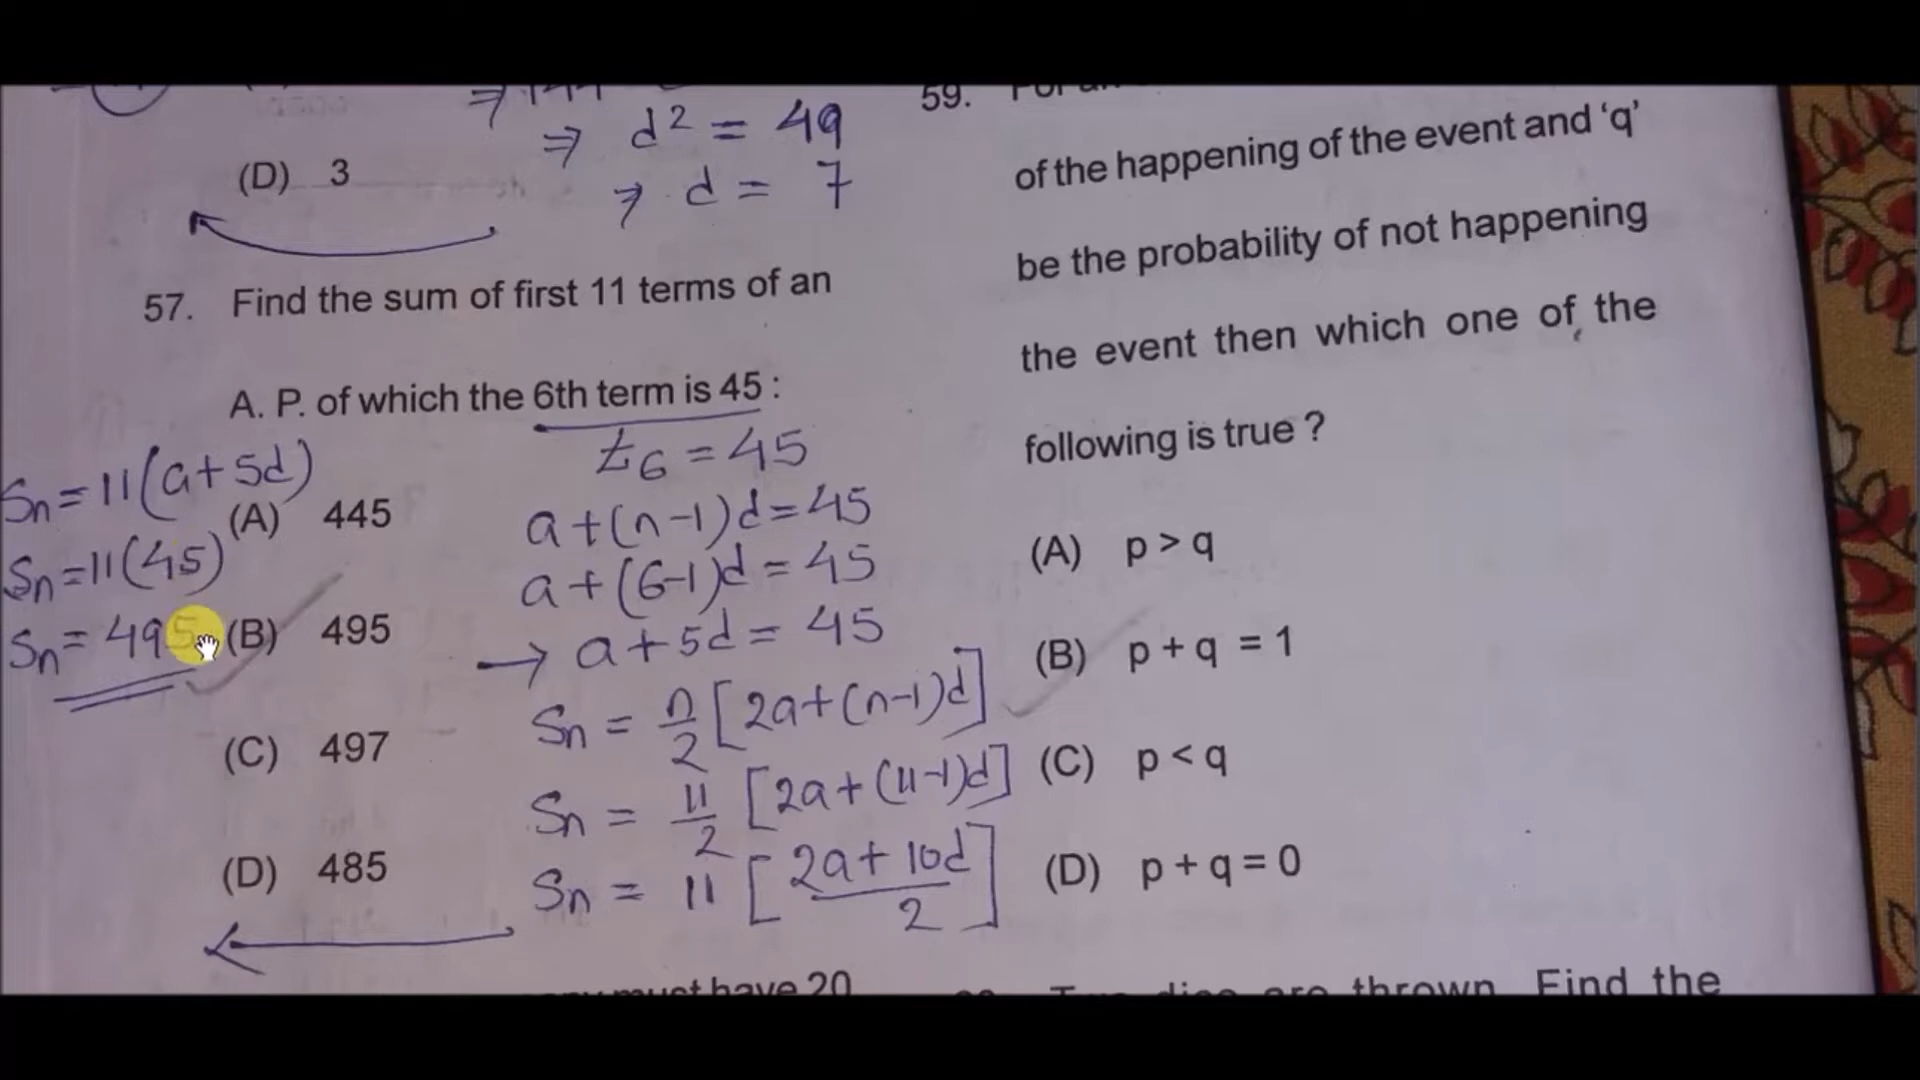 d² = 49
⇒ d = 7
(D) 3
57. Find the sum of first 11 terms of an
A. P. of which the 6th term is 45 :
t₆ = 45
a + (n-1)d = 45
a + (6-1)d = 45
→ a + 5d = 45
Sn = n/2 [2a + (n-1)d]
Sn = 11/2 [2a + (11-1)d]
Sn = 11 [(2a + 10d)/2]
Sn = 11(a + 5d)
Sn = 11(45)
Sn = 495
(A) 445
(B) 495
(C) 497
(D) 485
must have 20
59.
of the happening of the event and ‘q’
be the probability of not happening
the event then which one of the
following is true ?
(A) p > q
(B) p + q = 1
(C) p < q
(D) p + q = 0
Two dice are thrown. Find the